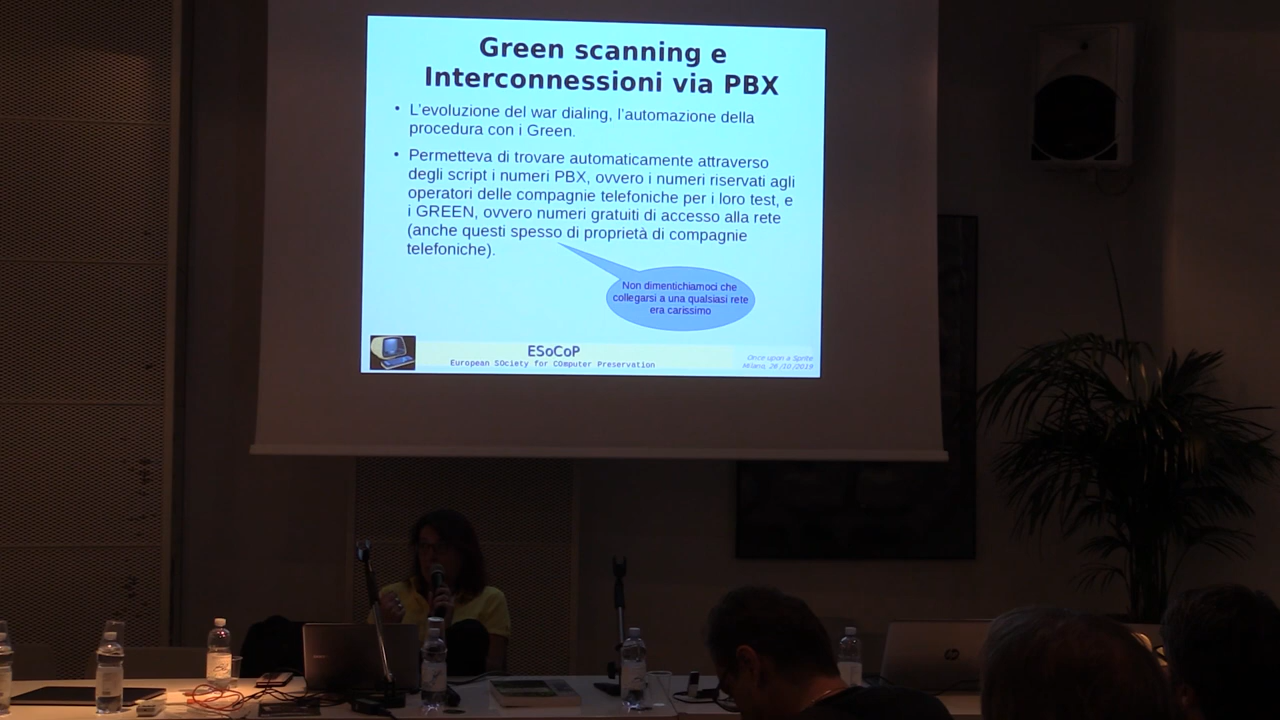 Green scanning e
Interconnessioni via PBX
• L'evoluzione del war dialing, l'automazione della
procedura con i Green.
• Permetteva di trovare automaticamente attraverso
degli script i numeri PBX, ovvero i numeri riservati agli
operatori delle compagnie telefoniche per i loro test, e
i GREEN, ovvero numeri gratuiti di accesso alla rete
(anche questi spesso di proprietà di compagnie
telefoniche).
Non dimentichiamoci che
collegarsi a una qualsiasi rete
era carissimo
ESoCoP
European SOciety for COmputer Preservation
Once upon a Sprite
Milano, 26 /10 /2019
hp